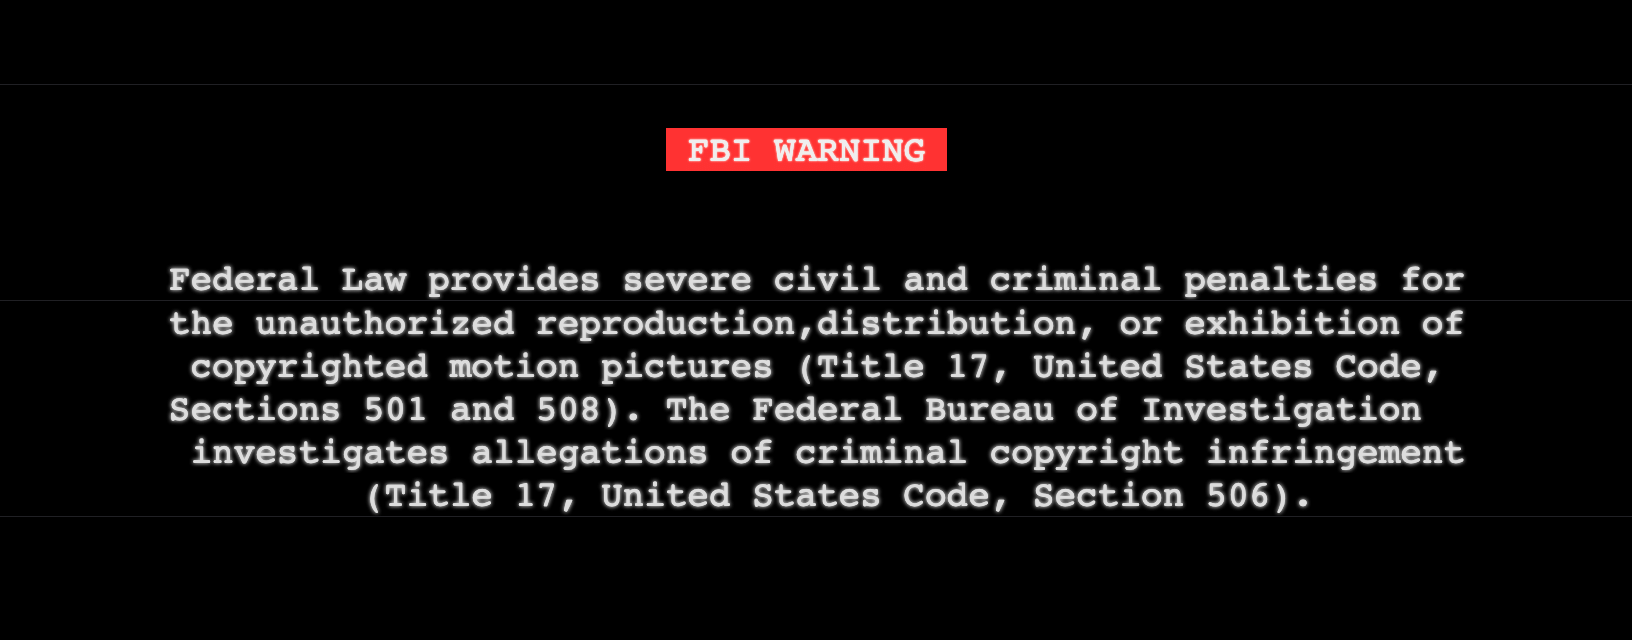 FBI WARNING
Federal Law provides severe civil and criminal penalties for
the unauthorized reproduction,distribution, or exhibition of
copyrighted motion pictures (Title 17, United States Code,
Sections 501 and 508). The Federal Bureau of Investigation
investigates allegations of criminal copyright infringement
(Title 17, United States Code, Section 506).